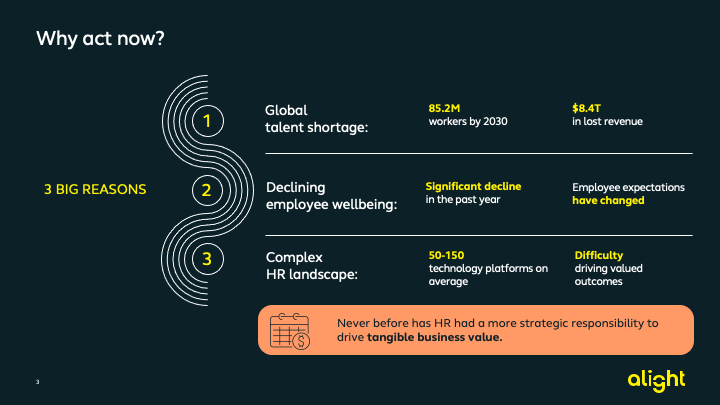 Why act now?
3 BIG REASONS
1
Global
talent shortage:
85.2M
workers by 2030
$8.4T
in lost revenue
2
Declining
employee wellbeing:
Significant decline
in the past year
Employee expectations
have changed
3
Complex
HR landscape:
50-150
technology platforms on
average
Difficulty
driving valued
outcomes
$
Never before has HR had a more strategic responsibility to
drive tangible business value.
3
alight